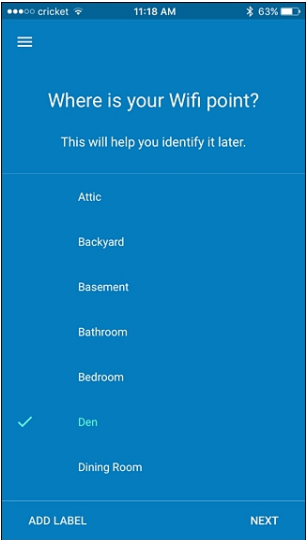 cricket 11:18 AM 63%
Where is your Wifi point?
This will help you identify it later.
Attic
Backyard
Basement
Bathroom
Bedroom
Den
Dining Room
ADD LABEL NEXT